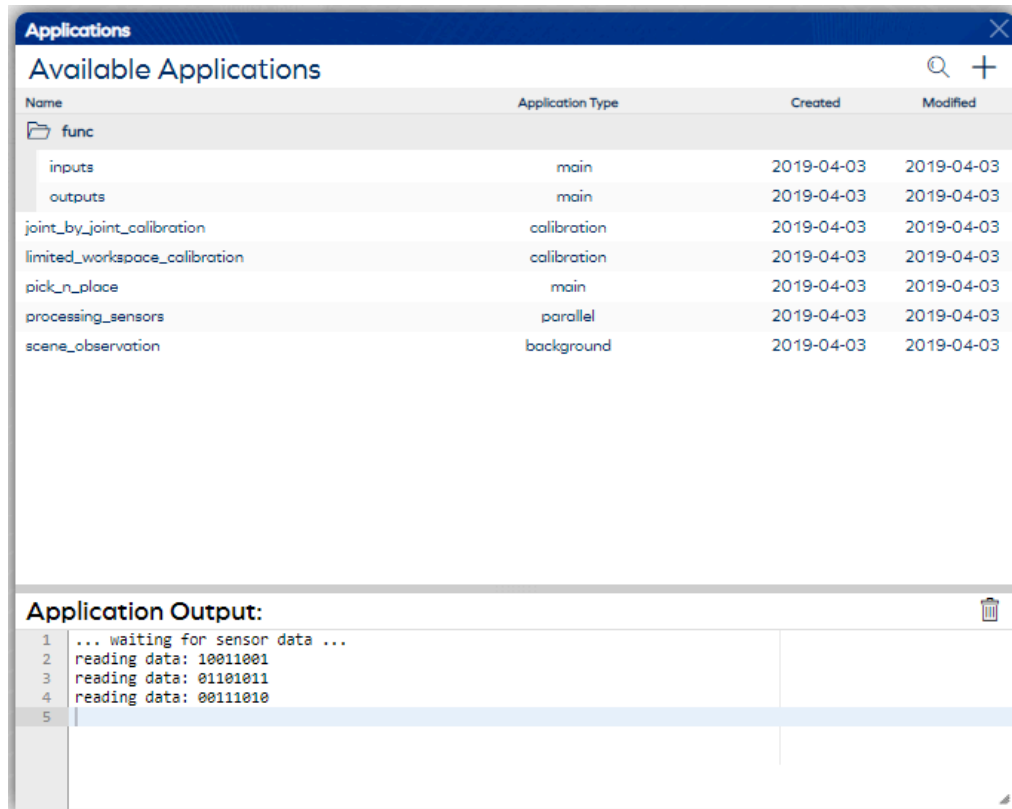 Applications
Available Applications
Name Application Type Created Modified
func
inputs main 2019-04-03 2019-04-03
outputs main 2019-04-03 2019-04-03
joint_by_joint_calibration calibration 2019-04-03 2019-04-03
limited_workspace_calibration calibration 2019-04-03 2019-04-03
pick_n_place main 2019-04-03 2019-04-03
processing_sensors parallel 2019-04-03 2019-04-03
scene_observation background 2019-04-03 2019-04-03
Application Output:
1 ... waiting for sensor data ...
2 reading data: 10011001
3 reading data: 01101011
4 reading data: 00111010
5